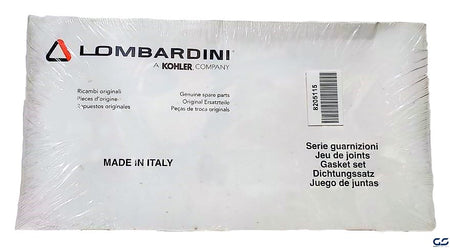 LOMBARDINI
A KOHLER COMPANY
Ricambi originali
Pieces d'origine
Repuestos originales
Genuine spare parts
Original Ersatzteile
Peças de troca originais
8205115
MADE IN ITALY
Serie guarnizioni
Jeu de joints
Gasket set
Dichtungssatz
Juego de juntas
GS